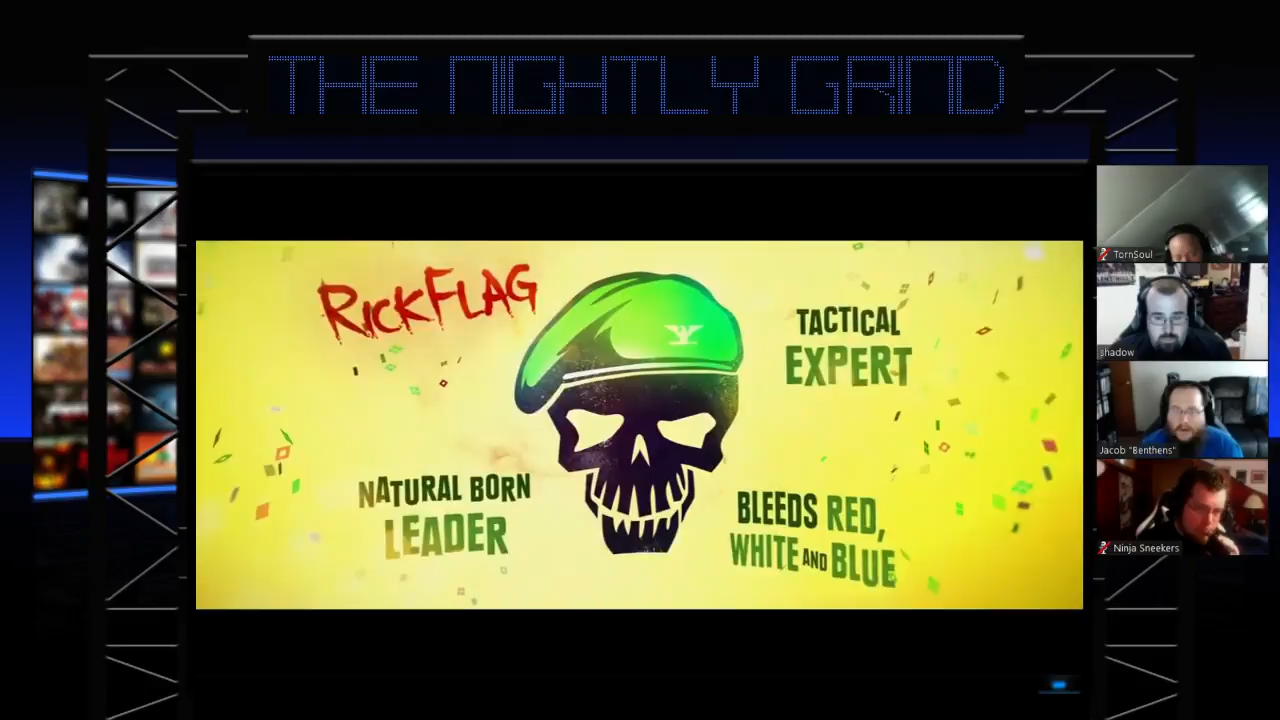 THE NIGHTLY GRIND
RICK FLAG
TACTICAL
EXPERT
NATURAL BORN
LEADER
BLEEDS RED,
WHITE AND BLUE
TornSoul
shadow
Jacob "Benthens"
Ninja Sneekers